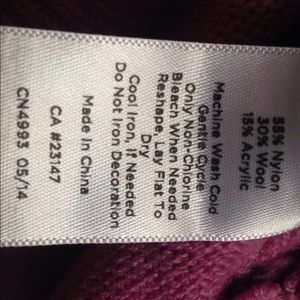 55% Nylon
30% Wool
15% Acrylic
Machine Wash Cold
Gentle Cycle
Only Non-Chlorine
Bleach When Needed
Reshape, Lay Flat To
Dry
Cool Iron, If Needed
Do Not Iron Decoration
Made In China
CA #23147
CN4993 05/14